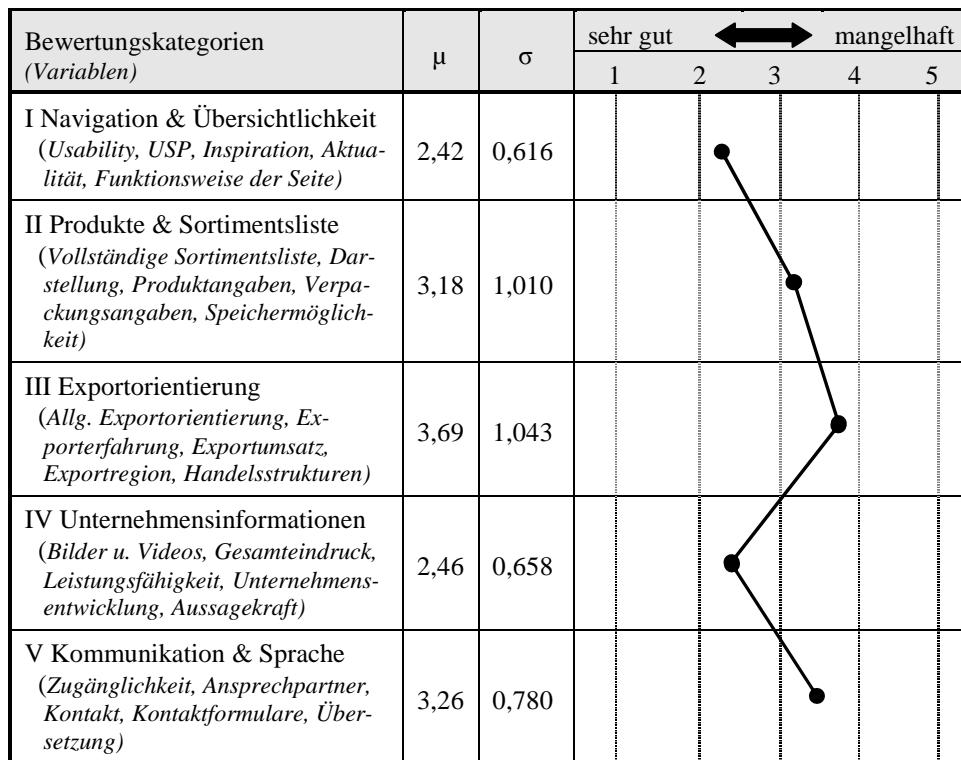 Bewertungskategorien
(Variablen)
μ
σ
sehr gut
mangelhaft
1 2 3 4 5
I Navigation & Übersichtlichkeit
(Usability, USP, Inspiration, Aktua-
lität, Funktionsweise der Seite)
2,42
0,616
II Produkte & Sortimentsliste
(Vollständige Sortimentsliste, Dar-
stellung, Produktangaben, Verpa-
ckungsangaben, Speichermöglich-
keit)
3,18
1,010
III Exportorientierung
(Allg. Exportorientierung, Ex-
porterfahrung, Exportumsatz,
Exportregion, Handelsstrukturen)
3,69
1,043
IV Unternehmensinformationen
(Bilder u. Videos, Gesamteindruck,
Leistungsfähigkeit, Unternehmens-
entwicklung, Aussagekraft)
2,46
0,658
V Kommunikation & Sprache
(Zugänglichkeit, Ansprechpartner,
Kontakt, Kontaktformulare, Über-
setzung)
3,26
0,780